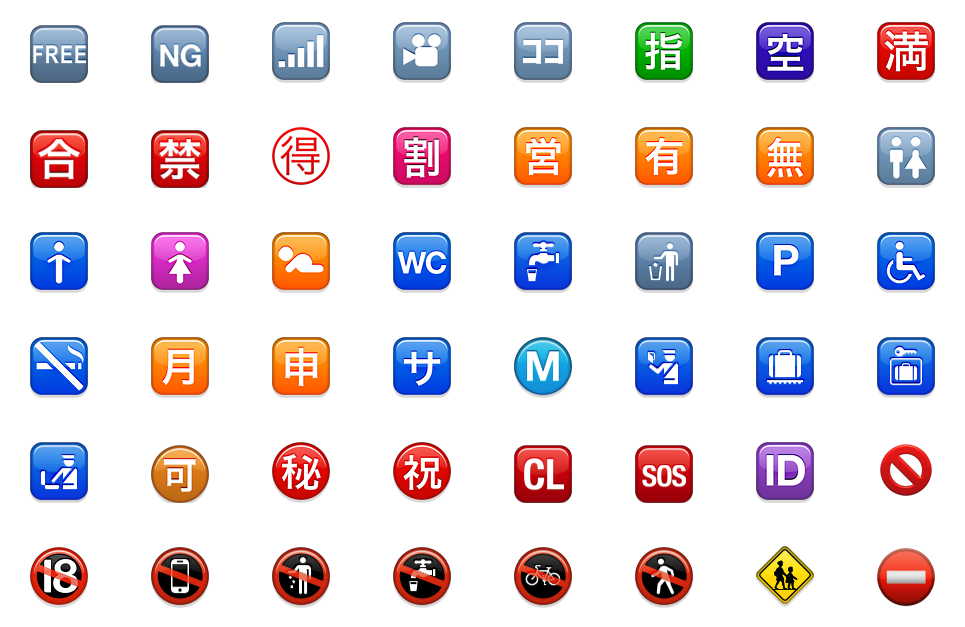 FREE NG ココ 指 空 満
合 禁 得 割 営 有 無
WC P
月 申 サ M
可 秘 祝 CL SOS ID
18